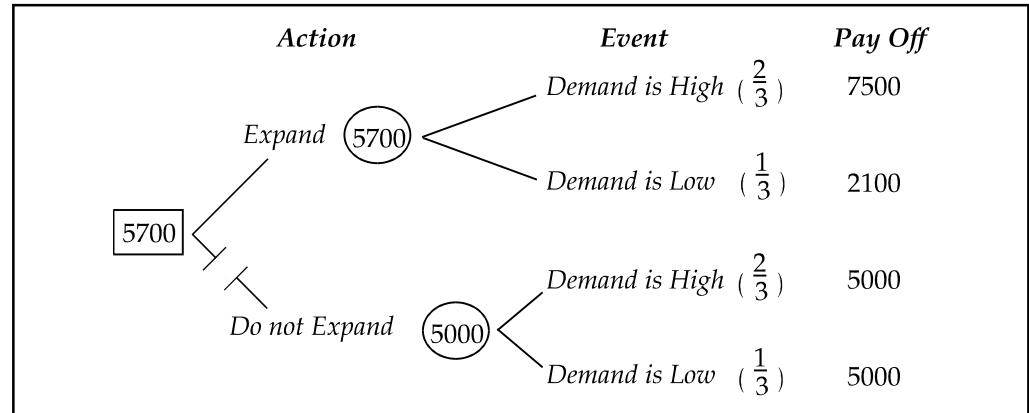 Action Event Pay Off
Demand is High (2/3) 7500
Expand 5700
Demand is Low (1/3) 2100
5700
Demand is High (2/3) 5000
Do not Expand 5000
Demand is Low (1/3) 5000